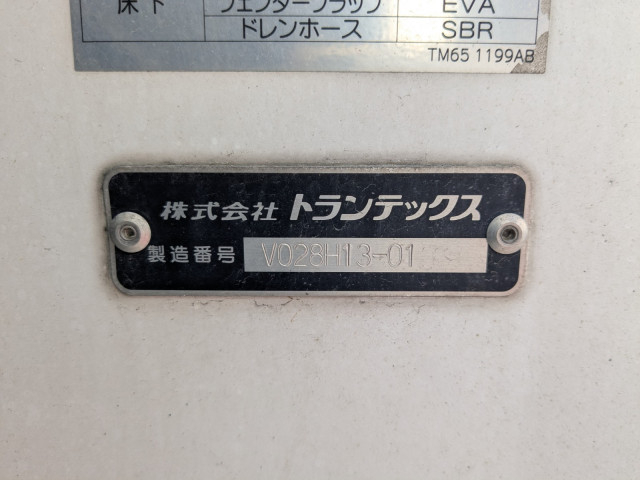 床下 フェンダーフラップ EVA
ドレンホース SBR
TM65 1199AB
株式会社 トランテックス
製造番号 V028H13-01